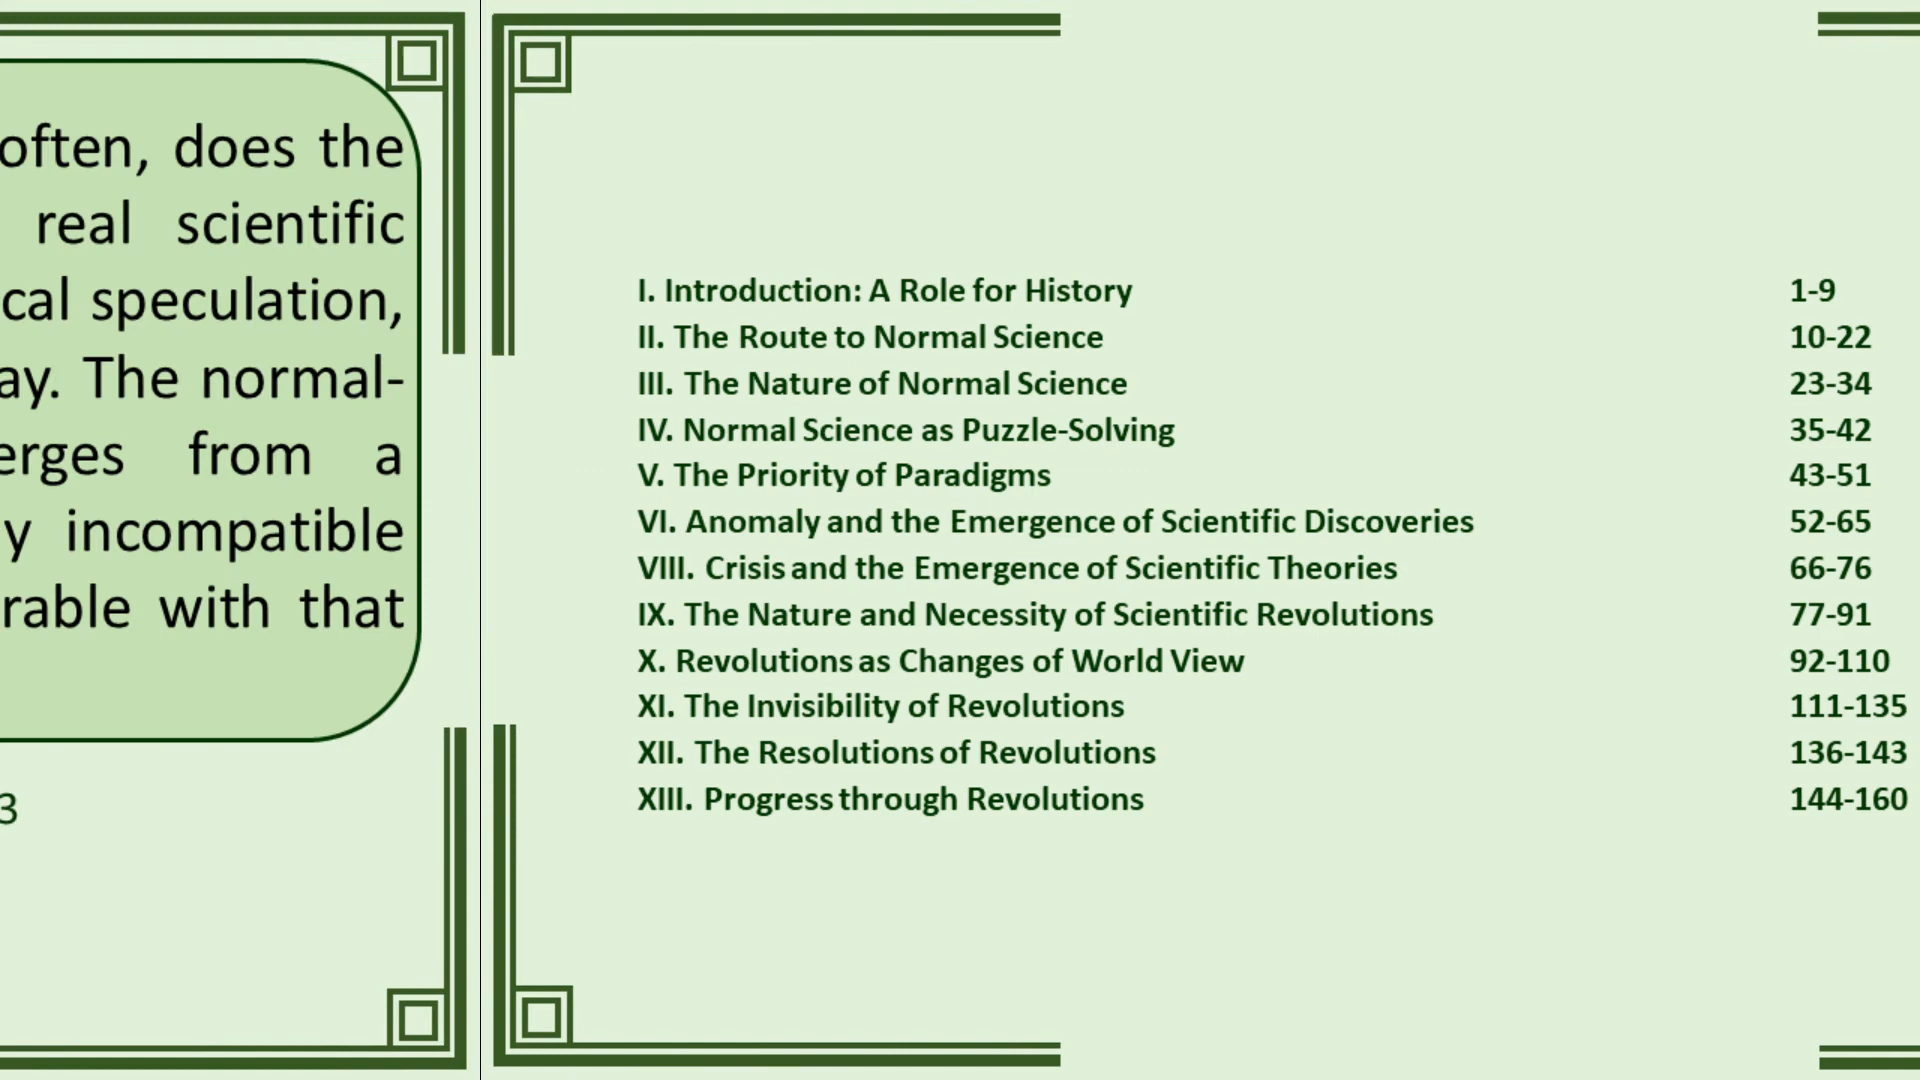 often, does the
real scientific
cal speculation,
ay. The normal-
erges from a
y incompatible
rable with that
3
I. Introduction: A Role for History 1-9
II. The Route to Normal Science 10-22
III. The Nature of Normal Science 23-34
IV. Normal Science as Puzzle-Solving 35-42
V. The Priority of Paradigms 43-51
VI. Anomaly and the Emergence of Scientific Discoveries 52-65
VIII. Crisis and the Emergence of Scientific Theories 66-76
IX. The Nature and Necessity of Scientific Revolutions 77-91
X. Revolutions as Changes of World View 92-110
XI. The Invisibility of Revolutions 111-135
XII. The Resolutions of Revolutions 136-143
XIII. Progress through Revolutions 144-160